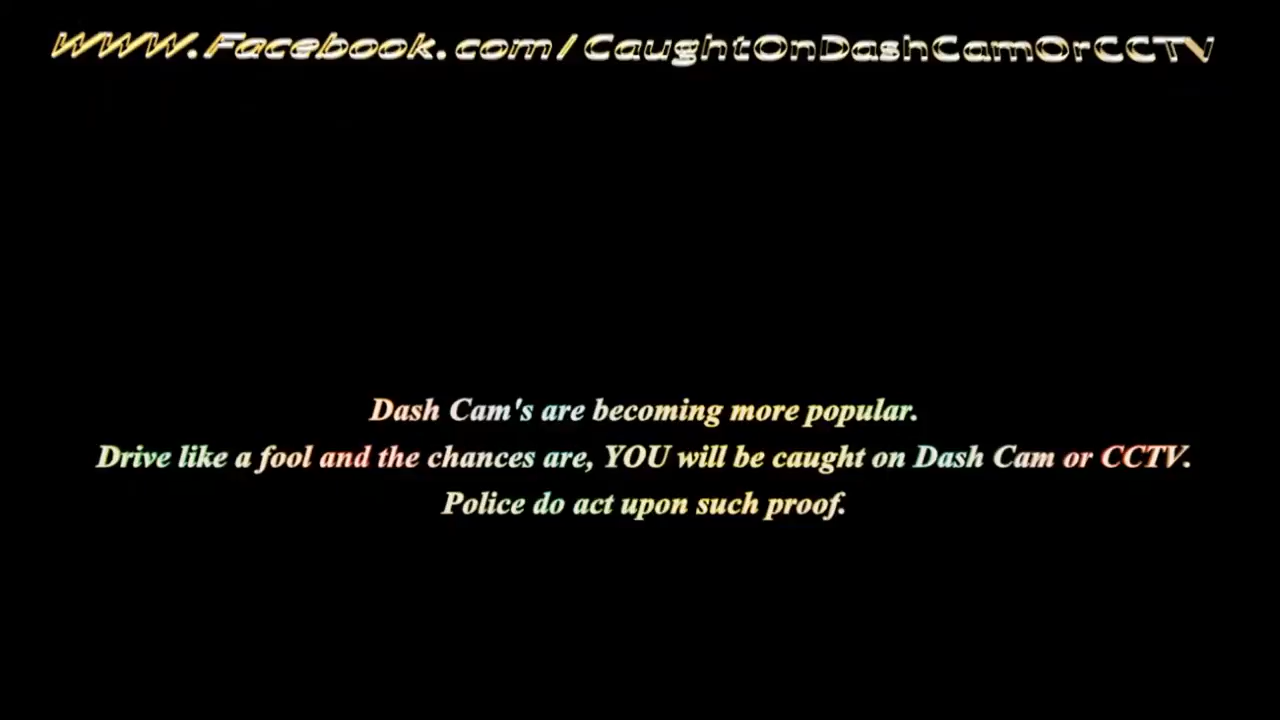 WWW.Facebook.com/CaughtOnDashCamOrCCTV
Dash Cam's are becoming more popular.
Drive like a fool and the chances are, YOU will be caught on Dash Cam or CCTV.
Police do act upon such proof.